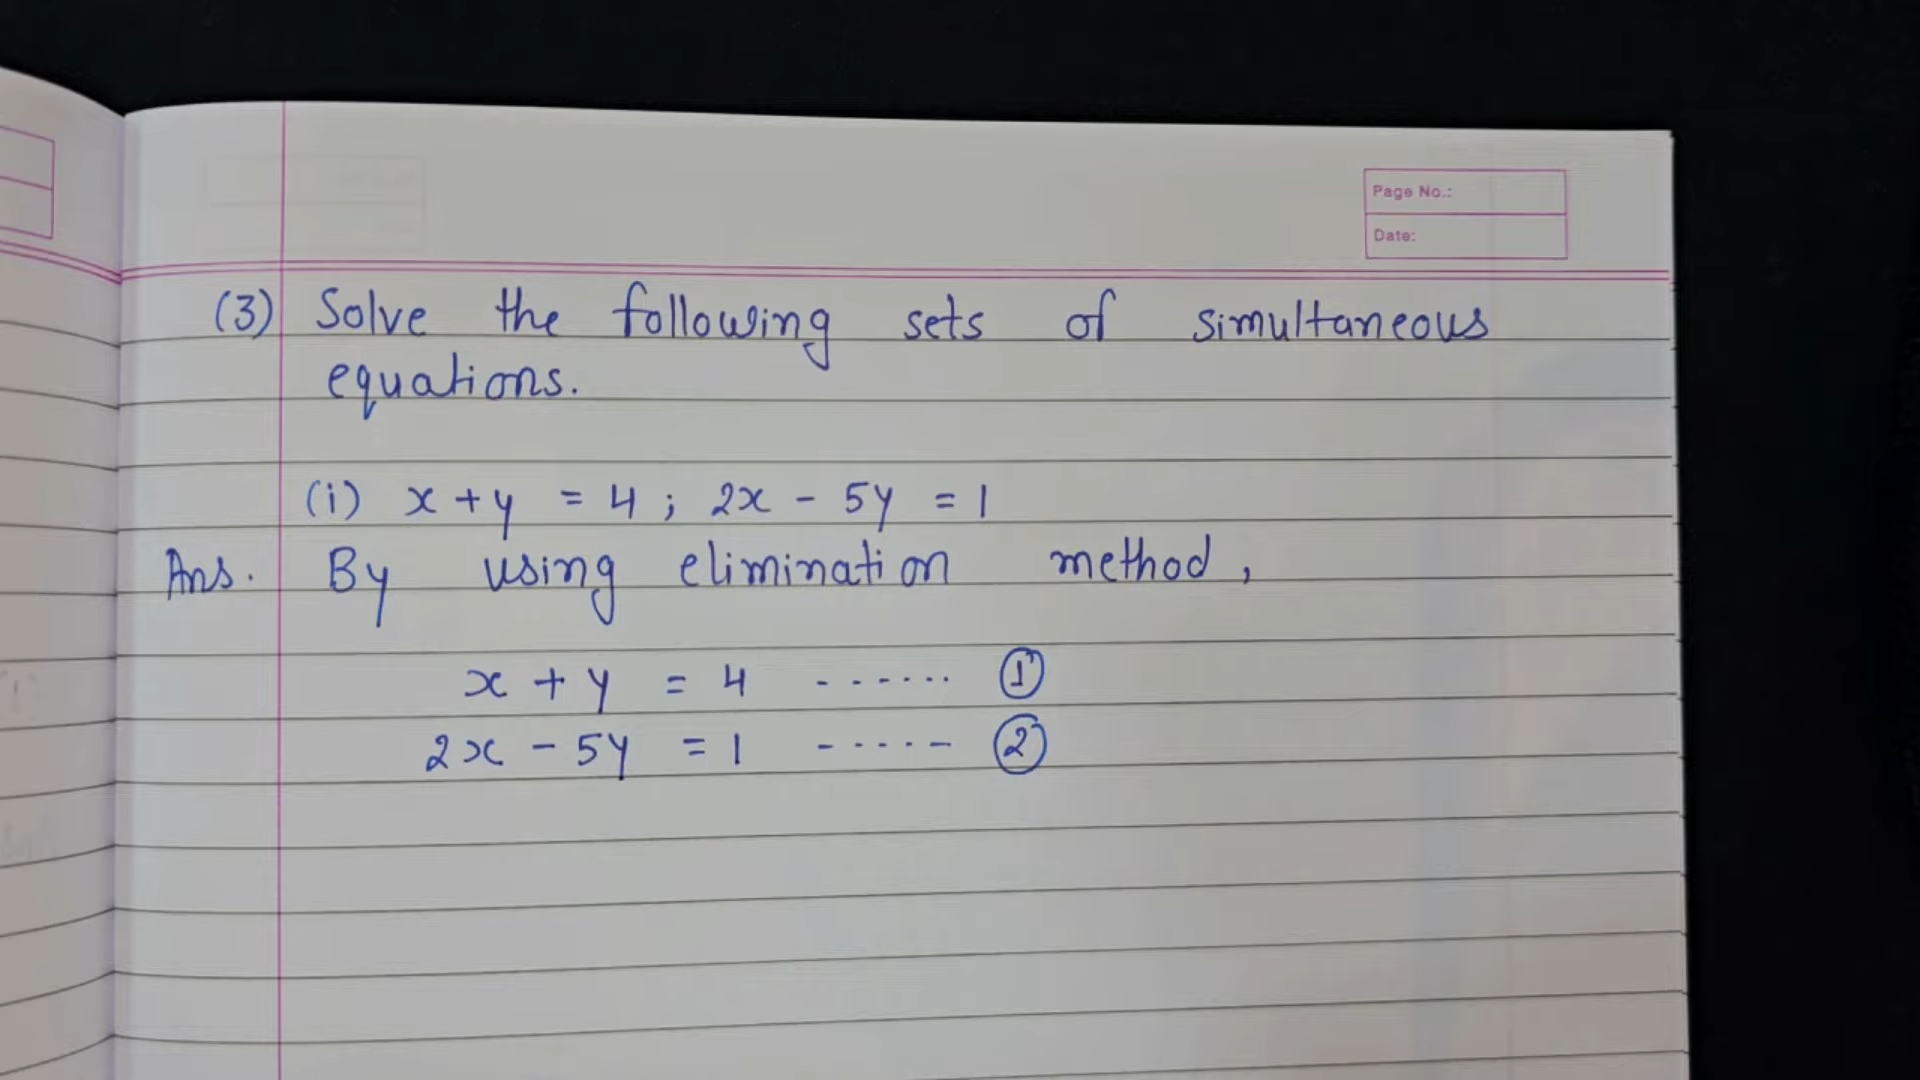 Page No.:
Date:
(3) Solve the following sets of simultaneous
equations.
(i) x + y = 4 ; 2x - 5y = 1
Ans. By using elimination method,
x + y = 4 ...... ①
2x - 5y = 1 ...... ②